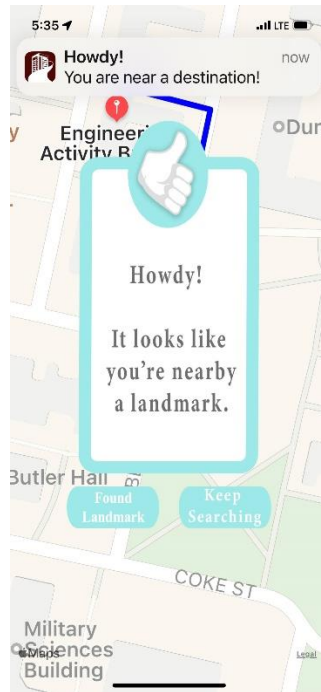 5:35
LTE
Howdy!
now
You are near a destination!
Engineeri
Activity B
Dun
Howdy!
It looks like
you're nearby
a landmark.
Butler Hall
Found
Landmark
Keep
Searching
COKE ST
Military
Sciences
Building
Maps
Legal